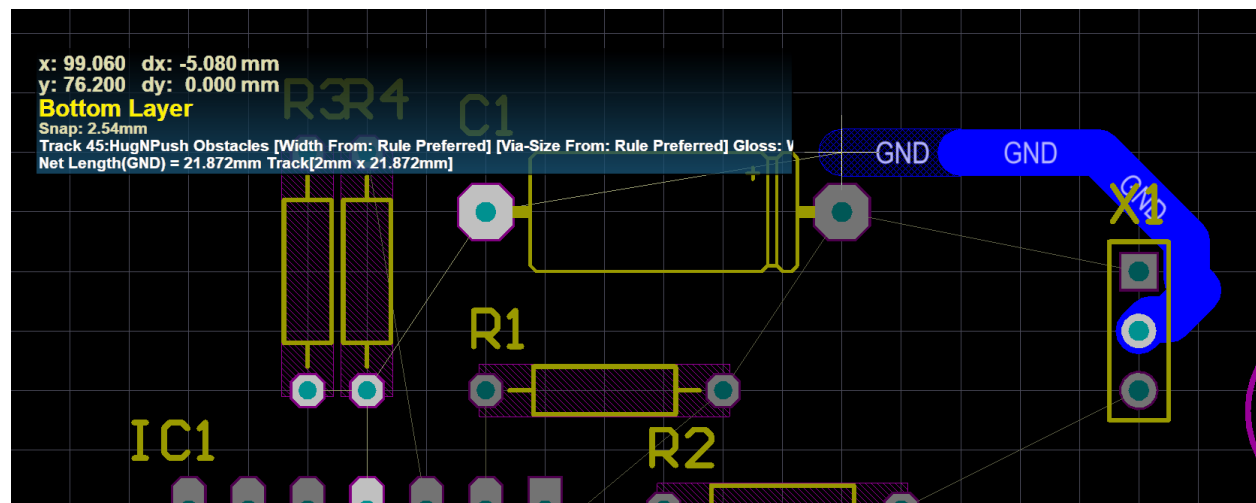 x: 99.060 dx: -5.080 mm
y: 76.200 dy: 0.000 mm
Bottom Layer
Snap: 2.54mm
Track 45:HugNPush Obstacles [Width From: Rule Preferred] [Via-Size From: Rule Preferred] Gloss: W
Net Length(GND) = 21.872mm Track[2mm x 21.872mm]
R3 R4
C1
+
GND
GND
GND
X1
R1
IC1
R2